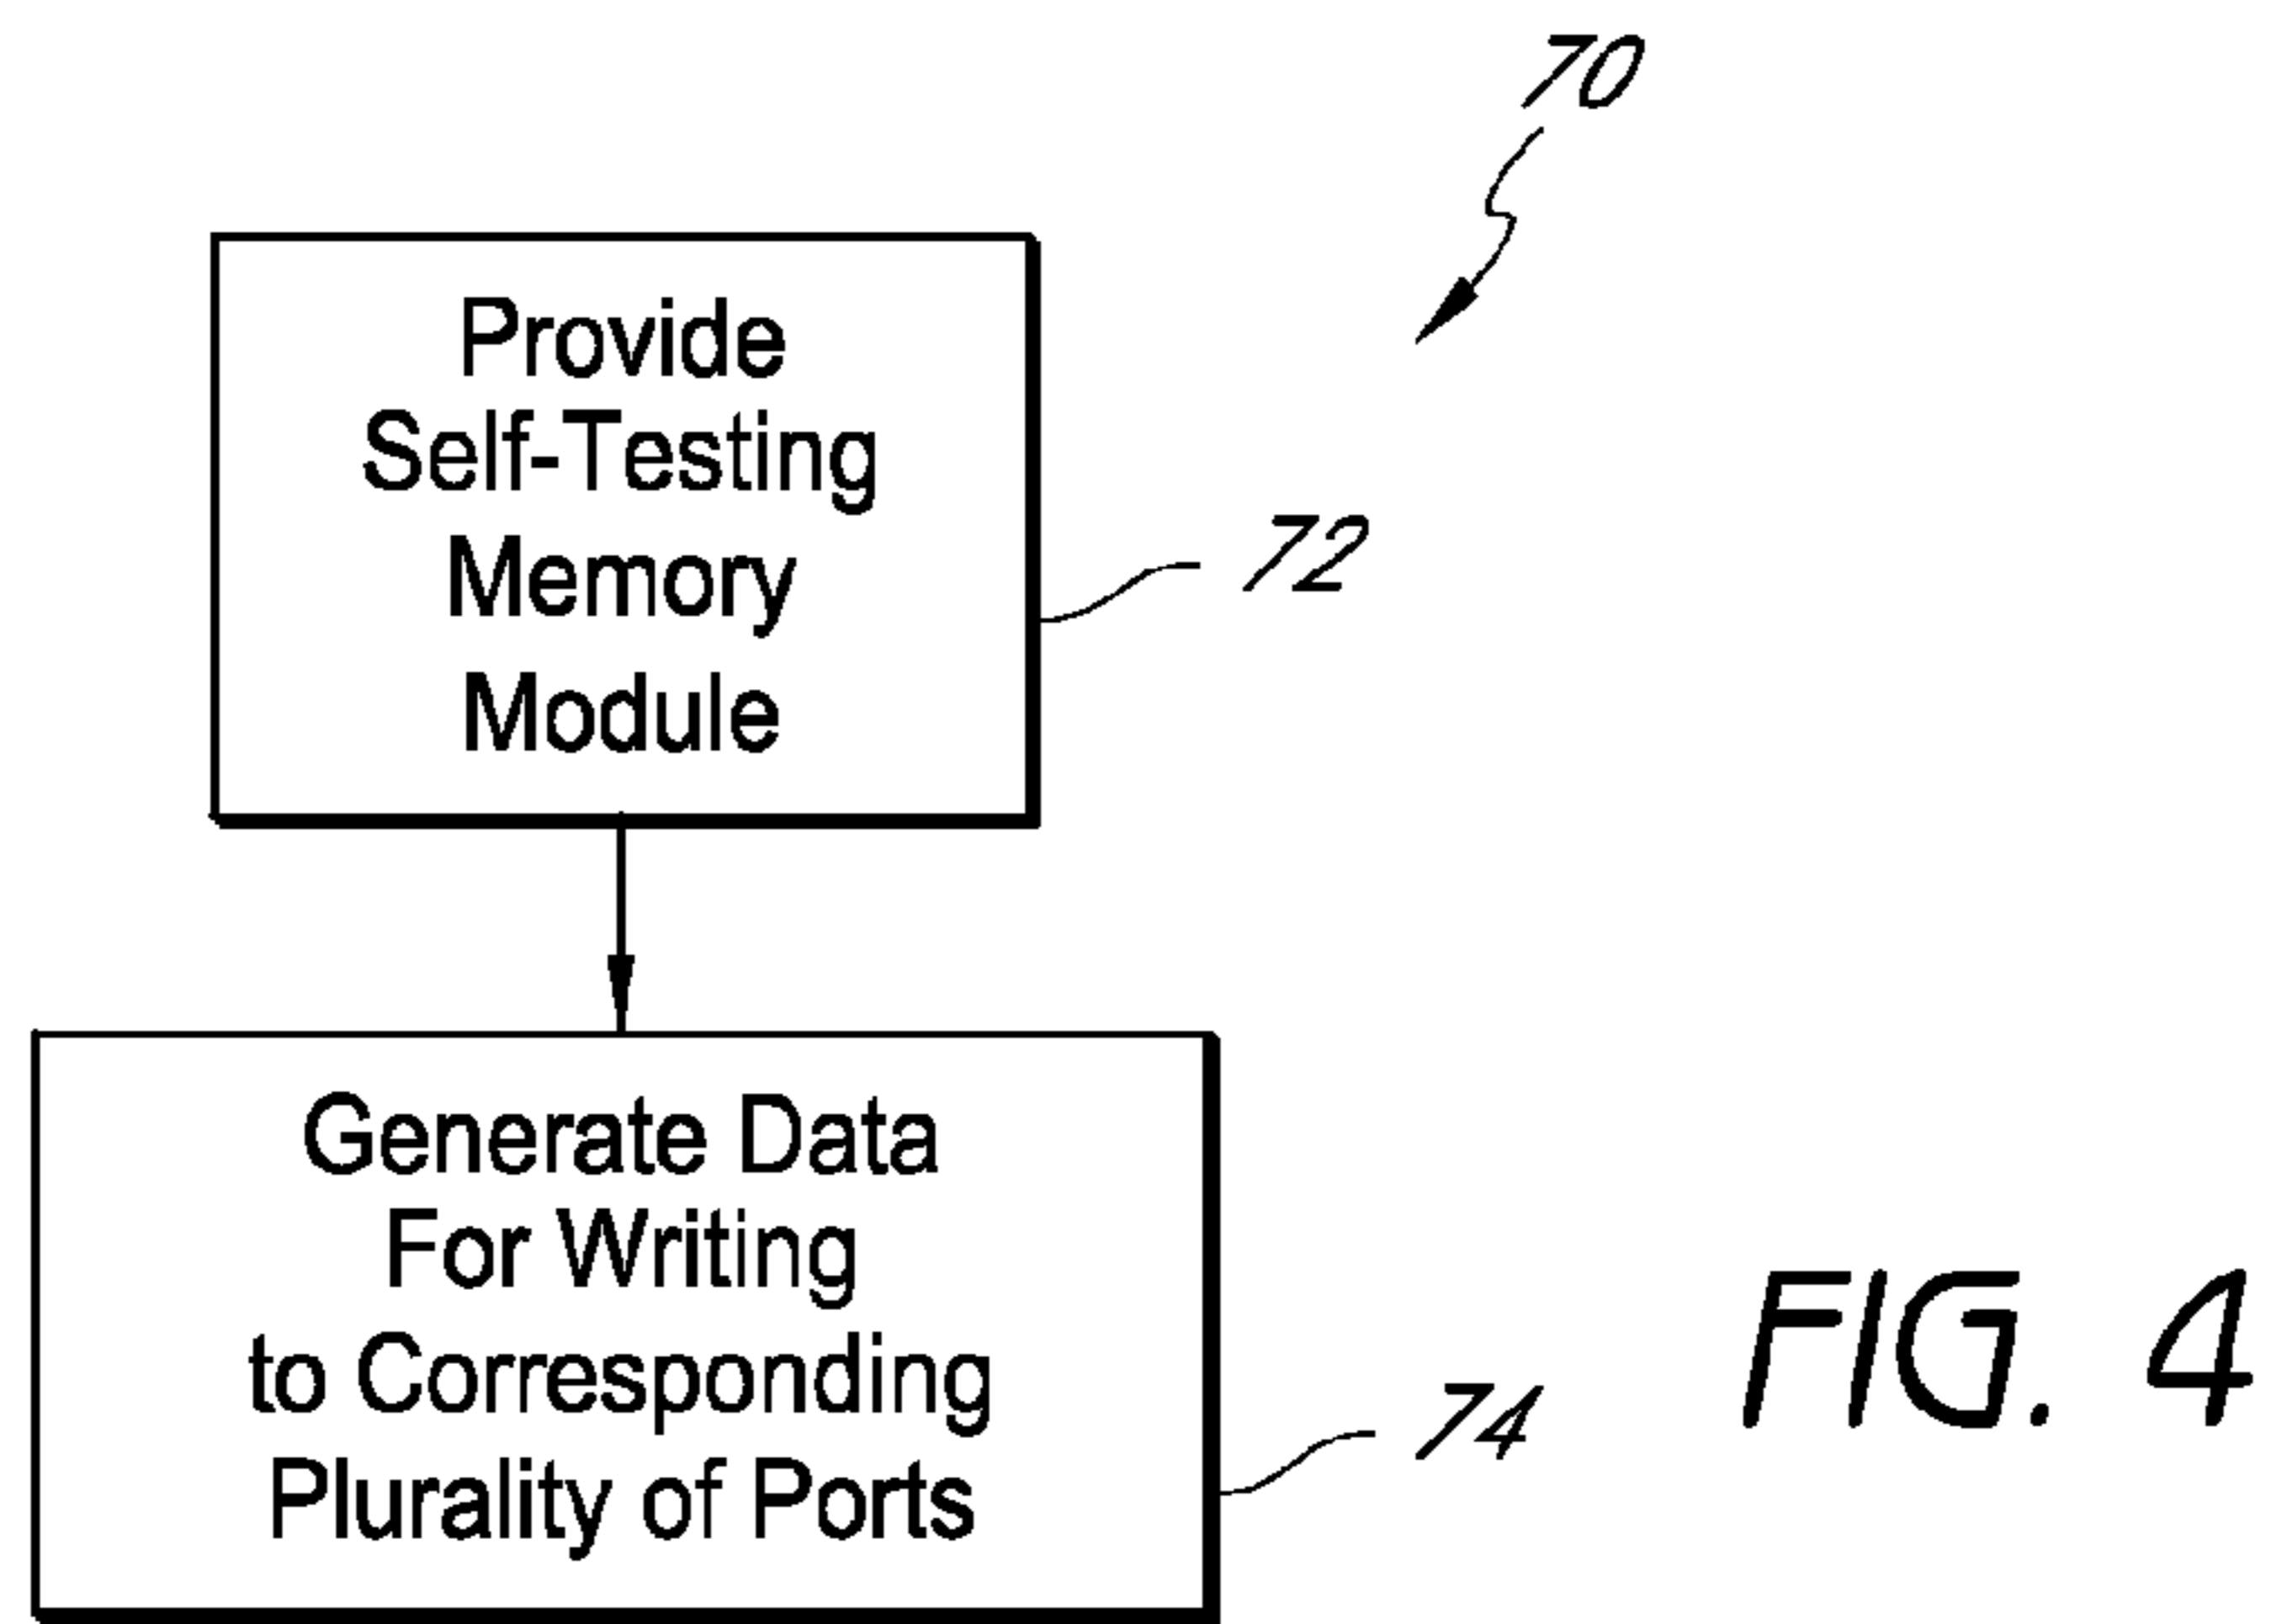 70
Provide
Self-Testing
Memory
Module
72
Generate Data
For Writing
to Corresponding
Plurality of Ports
74
FIG. 4